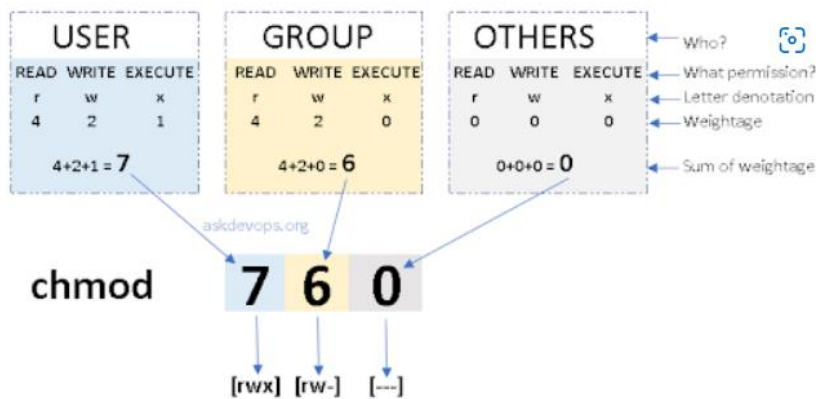 USER GROUP OTHERS Who?
READ WRITE EXECUTE READ WRITE EXECUTE READ WRITE EXECUTE What permission?
r w x r w x r w x Letter denotation
4 2 1 4 2 0 0 0 0 Weightage
4+2+1 = 7 4+2+0 = 6 0+0+0 = 0 Sum of weightage
askdevops.org
chmod 7 6 0
[rwx] [rw-] [---]